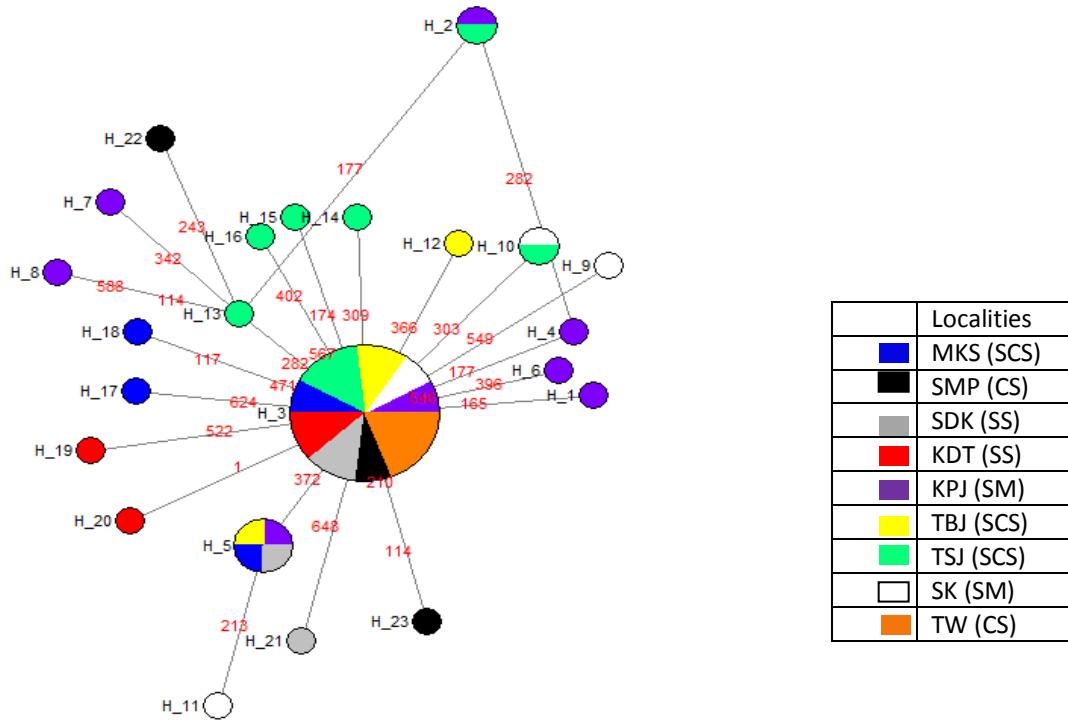 H_2
H_22
177
282
H_7
H_15
H_14
243
H_16
H_12
H_10
342
H_9
H_8
588
402
114
H_13
174
309
366
303
549
H_4
H_18
567
117
282
177
H_6
471
396
H_17
H_3
624
546
165
H_1
522
H_19
1
372
210
H_20
648
H_5
114
213
H_21
H_23
H_11
Localities
MKS (SCS)
SMP (CS)
SDK (SS)
KDT (SS)
KPJ (SM)
TBJ (SCS)
TSJ (SCS)
SK (SM)
TW (CS)